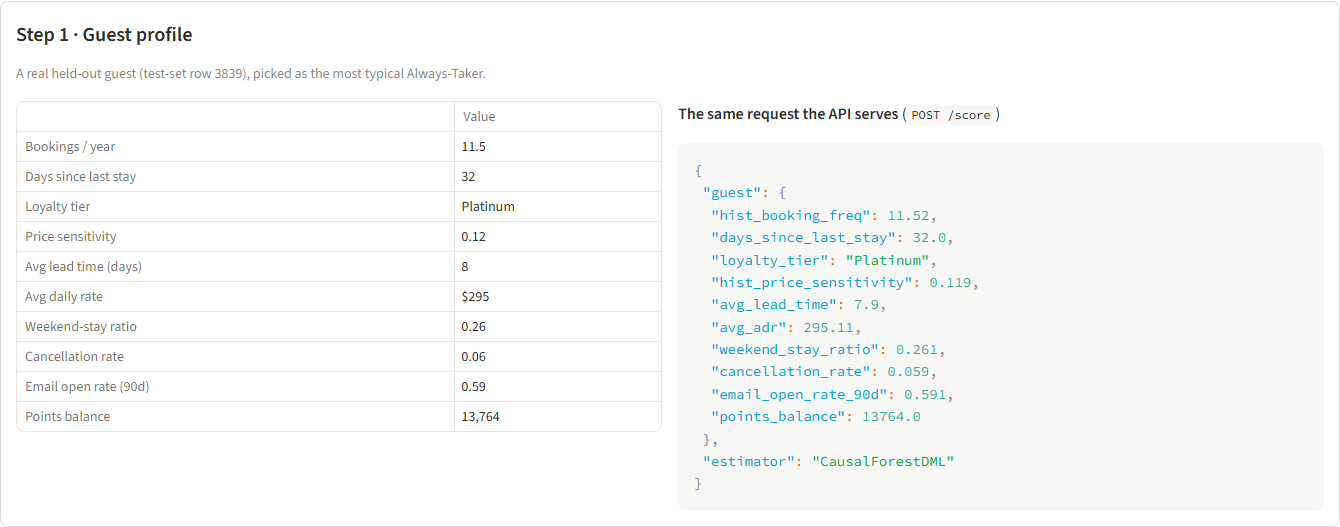 Step 1 · Guest profile
A real held-out guest (test-set row 3839), picked as the most typical Always-Taker.
Value
Bookings / year 11.5
Days since last stay 32
Loyalty tier Platinum
Price sensitivity 0.12
Avg lead time (days) 8
Avg daily rate $295
Weekend-stay ratio 0.26
Cancellation rate 0.06
Email open rate (90d) 0.59
Points balance 13,764
The same request the API serves ( POST /score )
{
"guest": {
"hist_booking_freq": 11.52,
"days_since_last_stay": 32.0,
"loyalty_tier": "Platinum",
"hist_price_sensitivity": 0.119,
"avg_lead_time": 7.9,
"avg_adr": 295.11,
"weekend_stay_ratio": 0.261,
"cancellation_rate": 0.059,
"email_open_rate_90d": 0.591,
"points_balance": 13764.0
},
"estimator": "CausalForestDML"
}